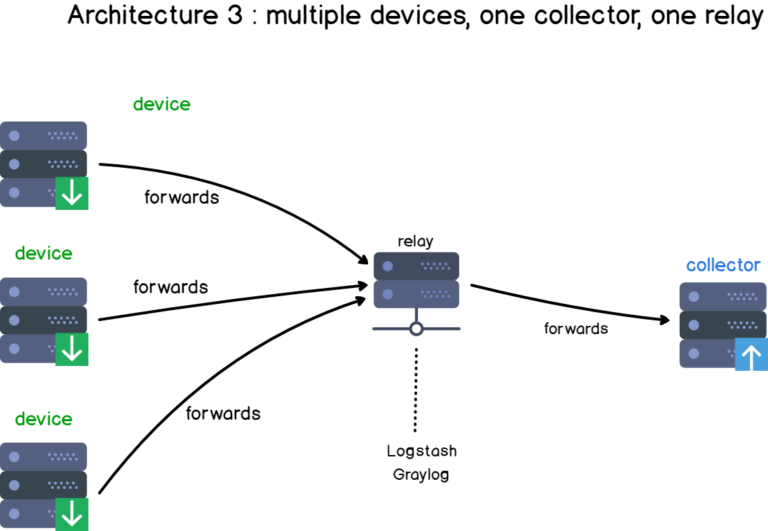 Architecture 3 : multiple devices, one collector, one relay
device
forwards
device
forwards
relay
collector
forwards
device
forwards
Logstash
Graylog